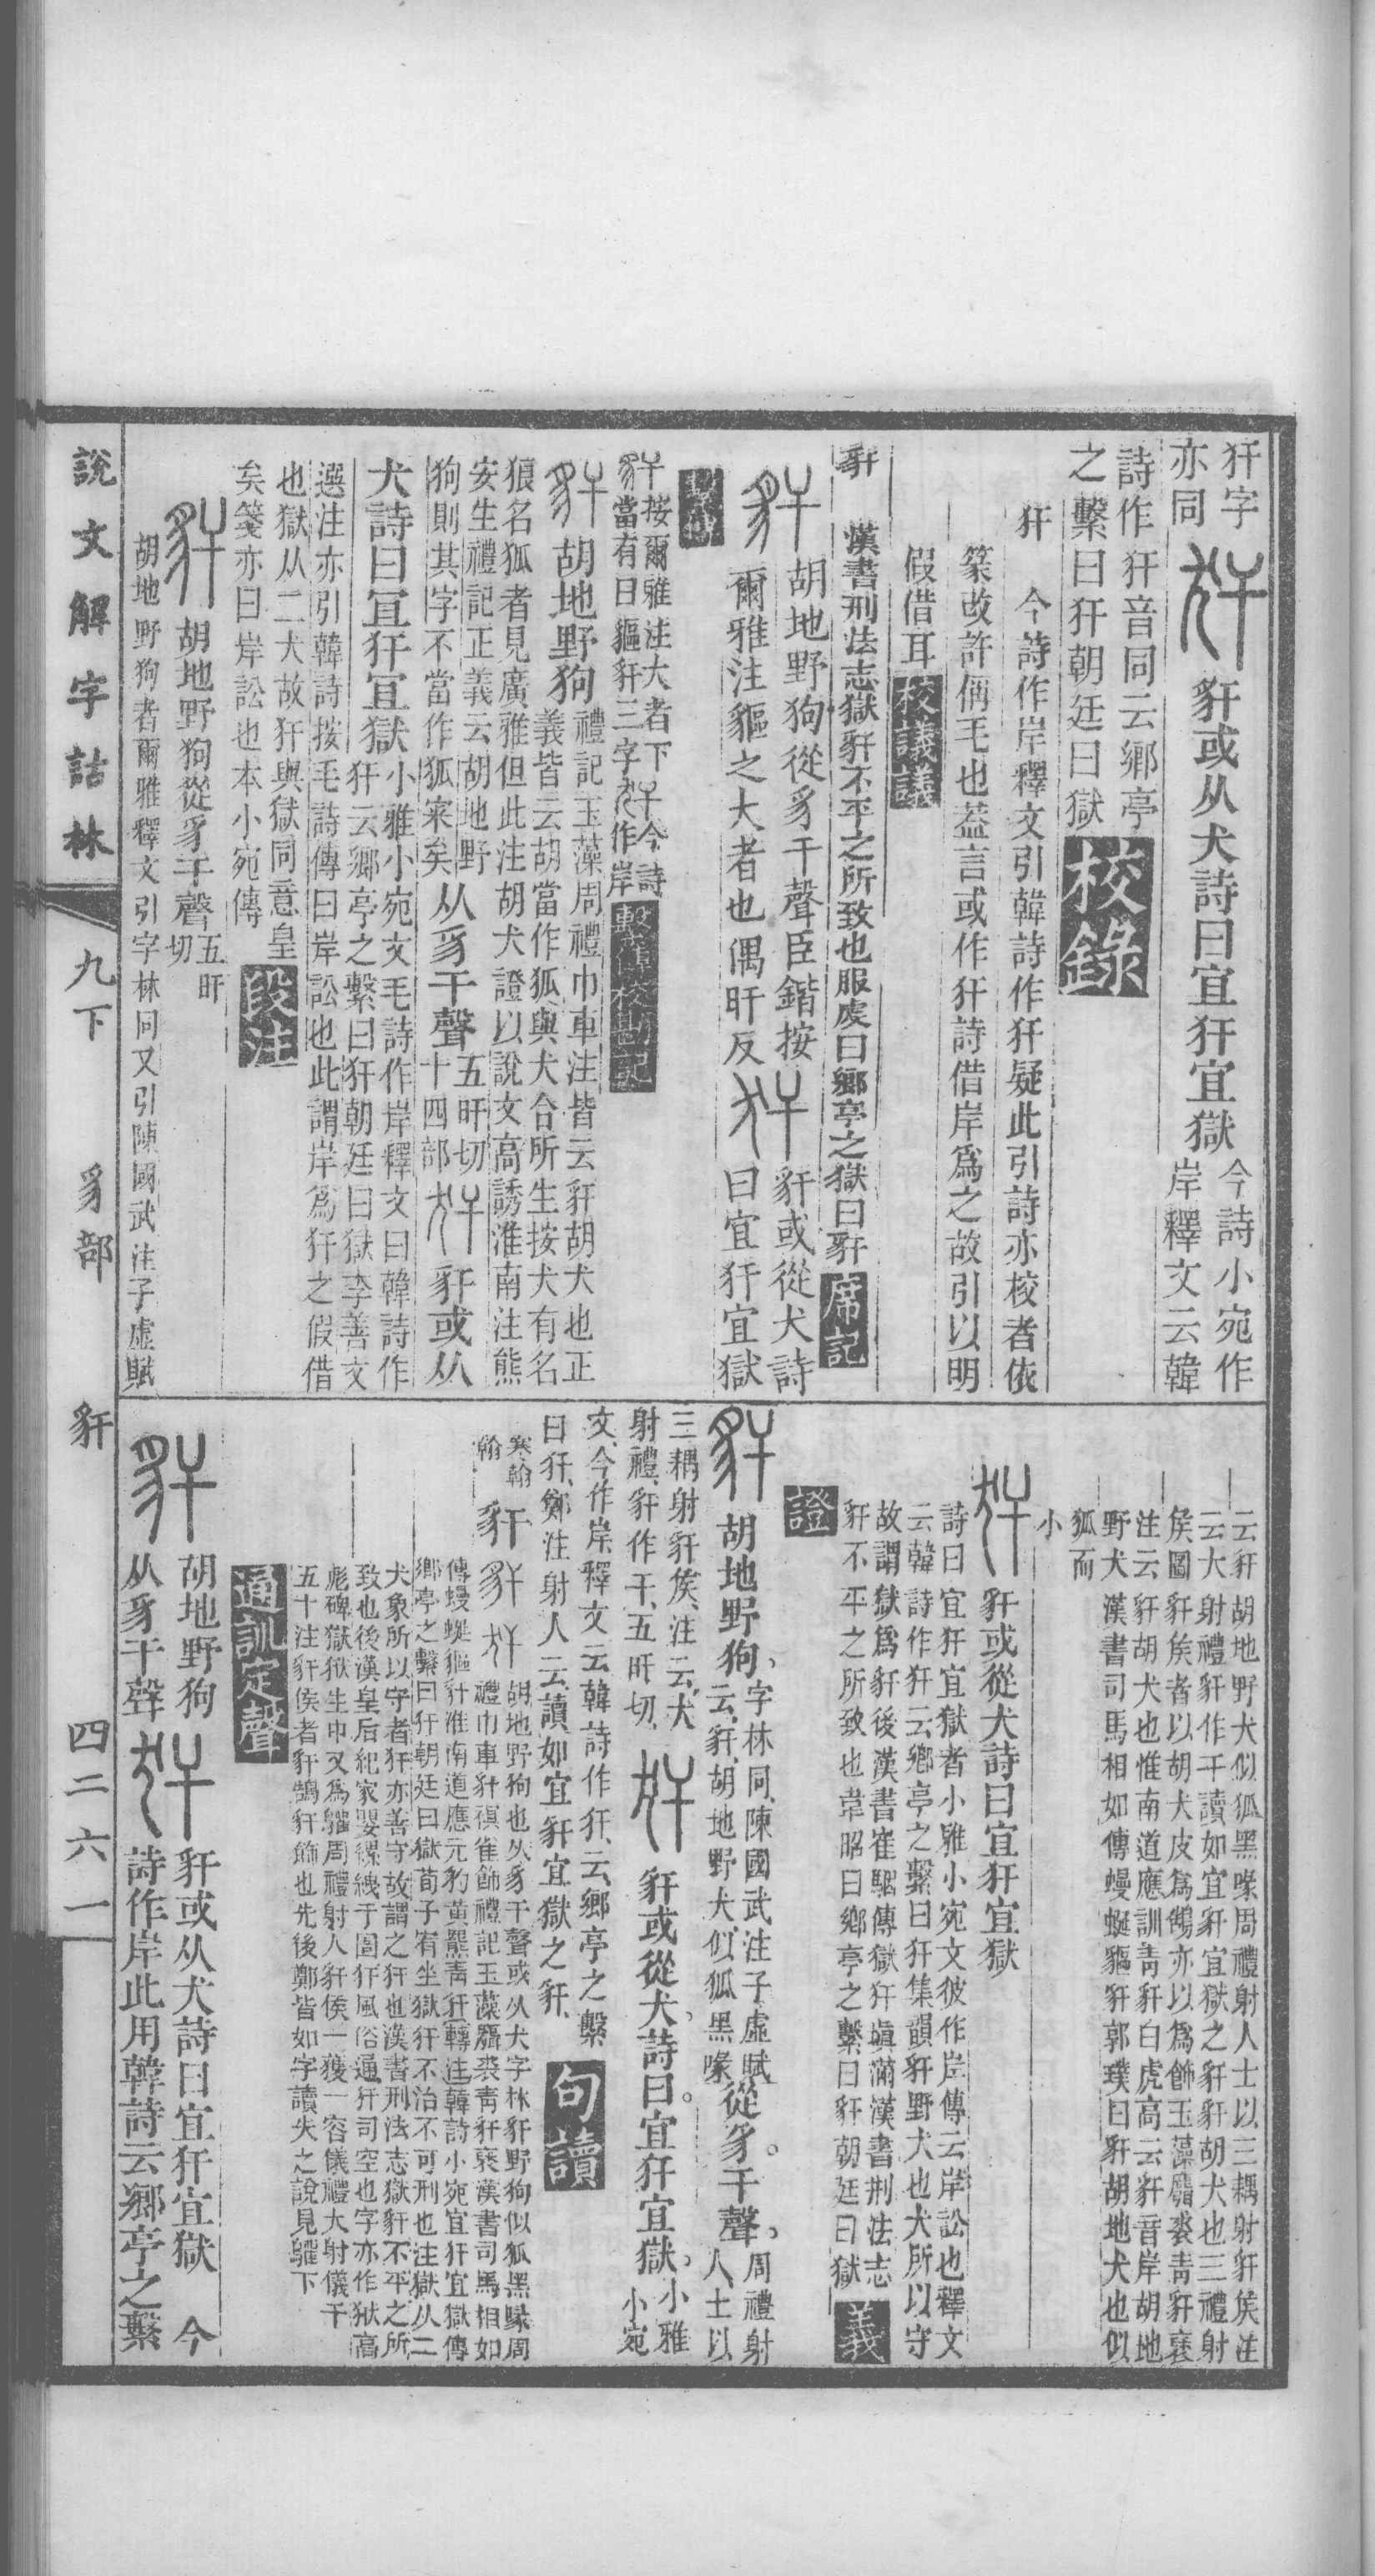 犴字
亦同
豻或从犬詩曰宜犴宜獄
今詩小宛作
岸釋文云韓
詩作犴音同云鄉亭
之繫曰犴朝廷曰獄
校錄
犴　今詩作岸釋文引韓詩作犴疑此引詩亦校者依
篆改許偁毛也葢言或作犴詩借岸爲之故引以明
假借耳
校議議
豻　漢書刑法志獄豻不平之所致也服虔曰鄉亭之獄曰豻
席記
胡地野狗從豸干聲臣鍇按
爾雅注貙之大者也偶旰反
豻或從犬詩
曰宜犴宜獄
繫傳
按爾雅注大者下
當有曰貙豻三字
今詩
作岸
繫傳校勘記
胡地野狗
禮記玉藻周禮巾車注皆云豻胡犬也正
義皆云胡當作狐與犬合所生按犬有名
狼名狐者見廣雅但此注胡犬證以說文高誘淮南注熊
安生禮記正義云胡地野
狗則其字不當作狐寀矣
从豸干聲
五旰切
十四部
豻或从
犬詩曰宜犴宜獄
小雅小宛文毛詩作岸釋文曰韓詩作
犴云鄉亭之繫曰犴朝廷曰獄李善文
選注亦引韓詩按毛詩傳曰岸訟也此謂岸爲犴之假借
也獄从二犬故犴與獄同意皇
矣箋亦曰岸訟也本小宛傳
段注
胡地野狗從豸干聲
五旰
切
胡地野狗者爾雅釋文引字林同又引陳國武注子虛賦
云豻胡地野犬似狐黑喙周禮射人士以三耦射豻矦注
云大射禮豻作干讀如宜豻宜獄之豻豻胡犬也三禮射
矦圖豻矦者以胡犬皮爲鵠亦以爲飾玉藻麛裘青豻褎
注云豻胡犬也惟南道應訓青豻白虎高云豻音岸胡地
野犬漢書司馬相如傳蟃蜒貙豻郭璞曰豻胡地犬也似
狐而
小
豻或從犬詩曰宜犴宜獄
詩曰宜犴宜獄者小雅小宛文彼作岸傳云岸訟也釋文
云韓詩作犴云鄉亭之繫曰犴集韻豻野犬也犬所以守
故謂獄爲豻後漢書崔駰傳獄犴塡滿漢書刑法志
豻不平之所致也韋昭曰鄉亭之繫曰豻朝廷曰獄
義
證
胡地野狗、
字林同、陳國武注子虛賦
云、豻、胡地野犬、似狐黑喙
從豸。干聲。
周禮射
人、士以
三耦射豻矦、注云、犬
射禮、豻作干、五旰切、
豻或從犬、詩曰。宜犴宜獄、
小雅
小宛
文、今作岸、釋文云、韓詩作犴、云、鄉亭之繫
曰犴、鄭注射人云、讀如宜豻宜獄之豻、
句讀
豻
寒翰
翰
胡地野狗也从豸干聲或从犬字林豻野狗似狐黑喙周
禮巾車豻䙏雀飾禮記玉藻麛裘青豻褎漢書司馬相如
傳蟃蜒貙豻淮南道應元豹黃羆青豻轉注韓詩小宛宜犴宜獄傳
鄉亭之繫曰犴朝廷曰獄荀子宥坐獄犴不治不可刑也注獄从二
犬象所以守者犴亦善守故謂之犴也漢書刑法志獄豻不平之所
致也後漢皇后紀家嬰縲絏于圄犴風俗通犴司空也字亦作㹜高
彪碑獄㹜生中又爲貛周禮射人豻侯一獲一容儀禮大射儀干
五十注豻侯者豻鵠豻飾也先後鄭皆如字讀失之說見貛下
通訓定聲
胡地野狗
从豸干聲
豻或从犬詩曰宜犴宜獄　今
詩作岸此用韓詩云鄉亭之繫
說文解字詁林
九下
豸部
豻
四二六一